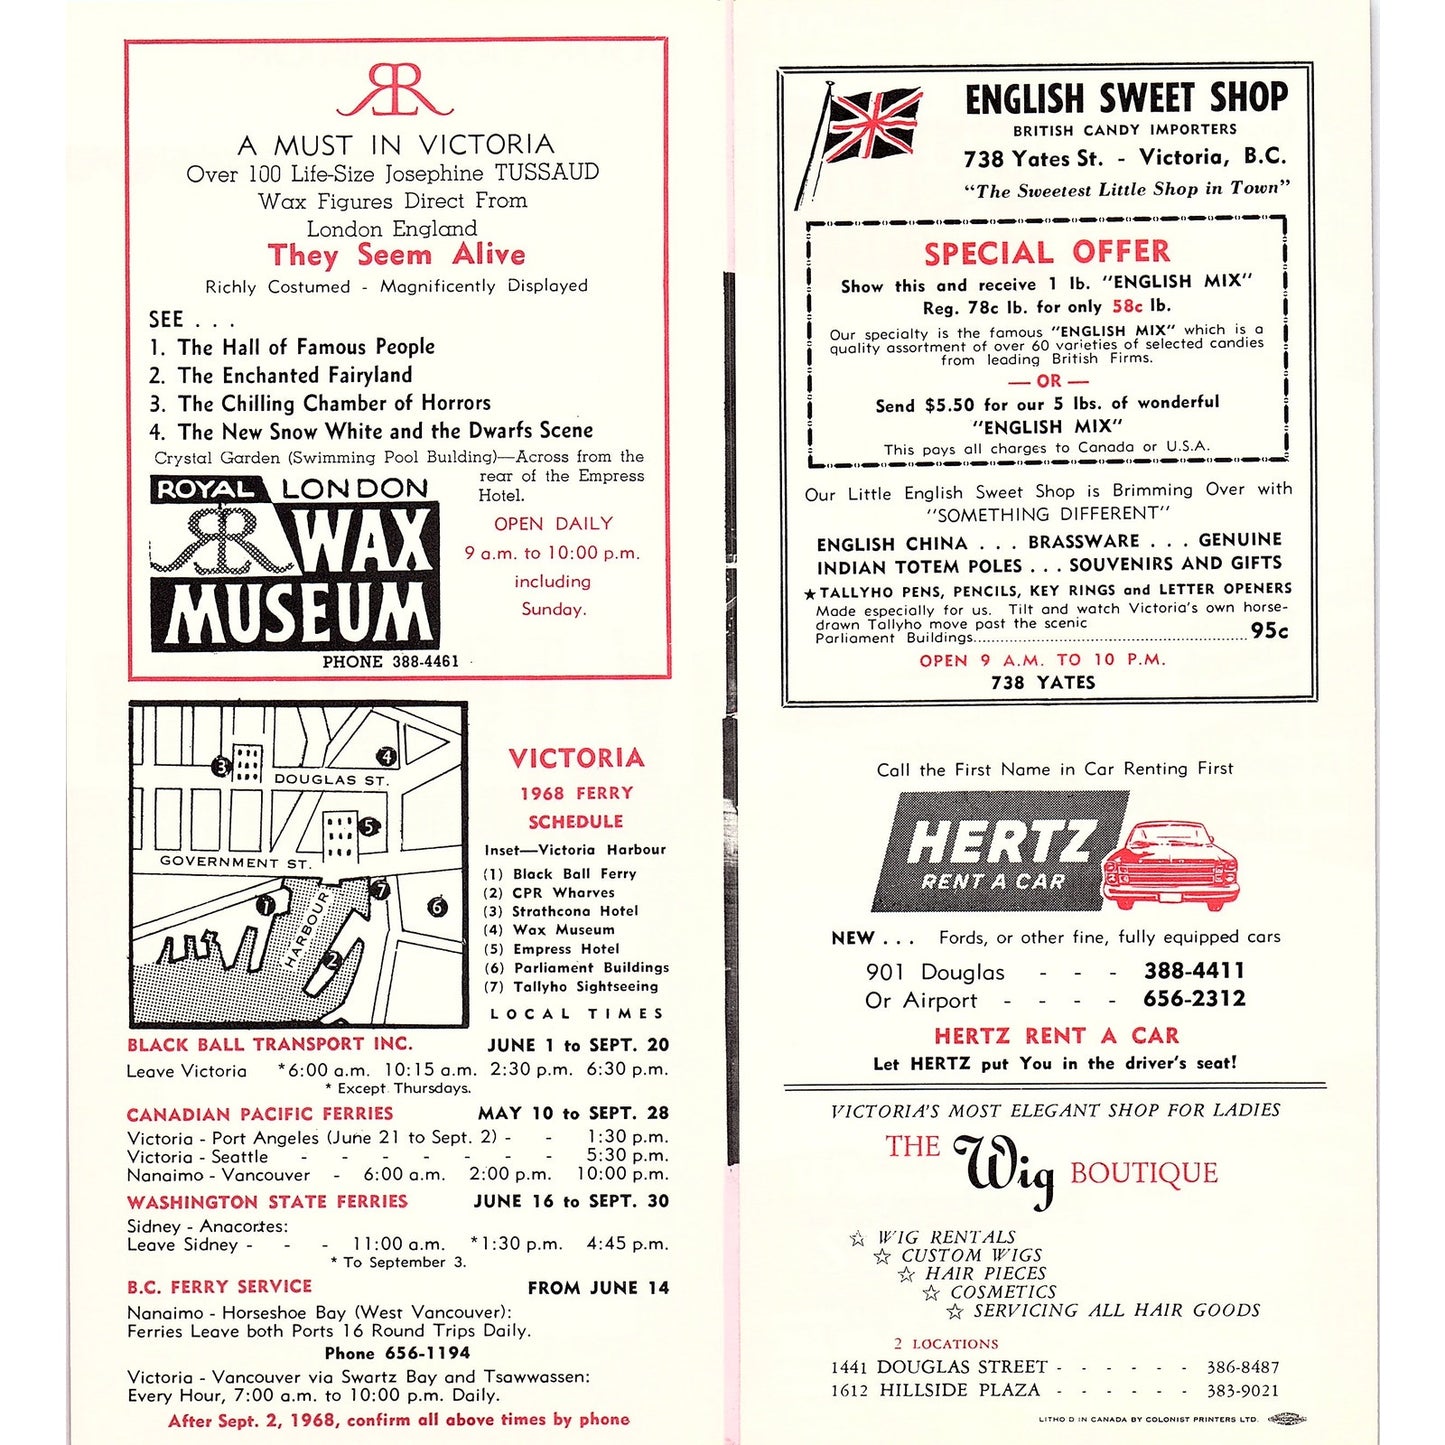 A MUST IN VICTORIA
Over 100 Life-Size Josephine TUSSAUD
Wax Figures Direct From
London England
They Seem Alive
Richly Costumed - Magnificently Displayed
SEE . . .
1. The Hall of Famous People
2. The Enchanted Fairyland
3. The Chilling Chamber of Horrors
4. The New Snow White and the Dwarfs Scene
Crystal Garden (Swimming Pool Building)—Across from the
rear of the Empress
Hotel.
ROYAL LONDON
WAX
MUSEUM
OPEN DAILY
9 a.m. to 10:00 p.m.
including
Sunday.
PHONE 388-4461
3
4
DOUGLAS ST.
5
GOVERNMENT ST.
7
1
6
HARBOUR
2
VICTORIA
1968 FERRY
SCHEDULE
Inset—Victoria Harbour
(1) Black Ball Ferry
(2) CPR Wharves
(3) Strathcona Hotel
(4) Wax Museum
(5) Empress Hotel
(6) Parliament Buildings
(7) Tallyho Sightseeing
LOCAL TIMES
BLACK BALL TRANSPORT INC. JUNE 1 to SEPT. 20
Leave Victoria *6:00 a.m. 10:15 a.m. 2:30 p.m. 6:30 p.m.
* Except Thursdays.
CANADIAN PACIFIC FERRIES MAY 10 to SEPT. 28
Victoria - Port Angeles (June 21 to Sept. 2) - - 1:30 p.m.
Victoria - Seattle - - - - - - - 5:30 p.m.
Nanaimo - Vancouver - 6:00 a.m. 2:00 p.m. 10:00 p.m.
WASHINGTON STATE FERRIES JUNE 16 to SEPT. 30
Sidney - Anacortes:
Leave Sidney - - - 11:00 a.m. *1:30 p.m. 4:45 p.m.
* To September 3.
B.C. FERRY SERVICE FROM JUNE 14
Nanaimo - Horseshoe Bay (West Vancouver):
Ferries Leave both Ports 16 Round Trips Daily.
Phone 656-1194
Victoria - Vancouver via Swartz Bay and Tsawwassen:
Every Hour, 7:00 a.m. to 10:00 p.m. Daily.
After Sept. 2, 1968, confirm all above times by phone
ENGLISH SWEET SHOP
BRITISH CANDY IMPORTERS
738 Yates St. - Victoria, B.C.
"The Sweetest Little Shop in Town"
SPECIAL OFFER
Show this and receive 1 lb. "ENGLISH MIX"
Reg. 78c lb. for only 58c lb.
Our specialty is the famous "ENGLISH MIX" which is a
quality assortment of over 60 varieties of selected candies
from leading British Firms.
— OR —
Send $5.50 for our 5 lbs. of wonderful
"ENGLISH MIX"
This pays all charges to Canada or U.S.A.
Our Little English Sweet Shop is Brimming Over with
"SOMETHING DIFFERENT"
ENGLISH CHINA . . . BRASSWARE . . . GENUINE
INDIAN TOTEM POLES . . . SOUVENIRS AND GIFTS
★ TALLYHO PENS, PENCILS, KEY RINGS and LETTER OPENERS
Made especially for us. Tilt and watch Victoria's own horse-
drawn Tallyho move past the scenic
Parliament Buildings.................................................. 95c
OPEN 9 A.M. TO 10 P.M.
738 YATES
Call the First Name in Car Renting First
HERTZ
RENT A CAR
NEW . . . Fords, or other fine, fully equipped cars
901 Douglas - - - 388-4411
Or Airport - - - - 656-2312
HERTZ RENT A CAR
Let HERTZ put You in the driver's seat!
VICTORIA'S MOST ELEGANT SHOP FOR LADIES
THE Wig BOUTIQUE
☆ WIG RENTALS
☆ CUSTOM WIGS
☆ HAIR PIECES
☆ COSMETICS
☆ SERVICING ALL HAIR GOODS
2 LOCATIONS
1441 DOUGLAS STREET - - - - - - 386-8487
1612 HILLSIDE PLAZA - - - - - - 383-9021
LITHO'D IN CANADA BY COLONIST PRINTERS LTD.